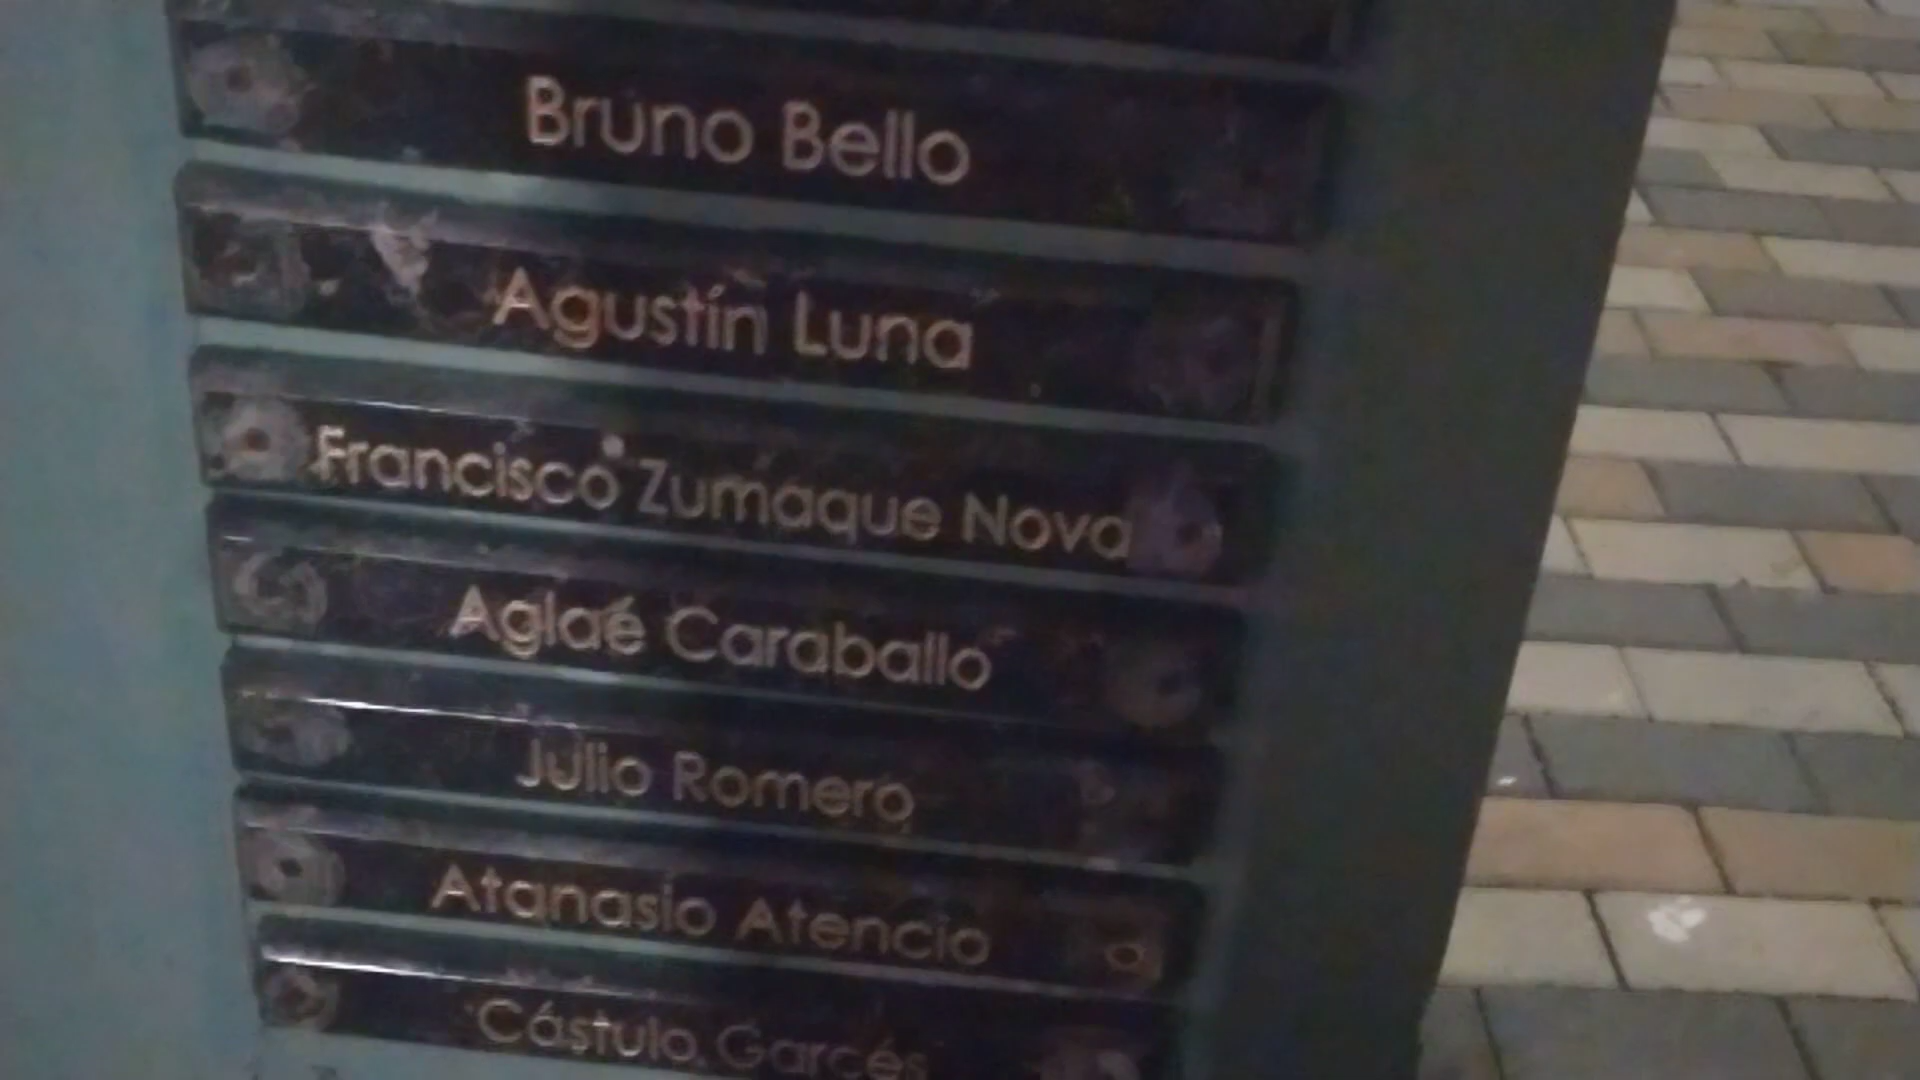 Bruno Bello
Agustín Luna
Francisco Zumaque Nova
Aglaé Caraballo
Julio Romero
Atanasio Atencio
Cástulo Garcés